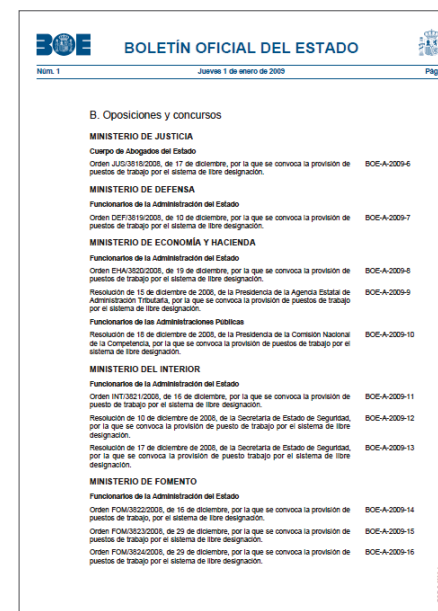 BOE
BOLETÍN OFICIAL DEL ESTADO
Núm. 1
Jueves 1 de enero de 2009
Pág
B. Oposiciones y concursos
MINISTERIO DE JUSTICIA
Cuerpo de Abogados del Estado
Orden JUS/3818/2008, de 17 de diciembre, por la que se convoca la provisión de BOE-A-2009-6
puestos de trabajo por el sistema de libre designación.
MINISTERIO DE DEFENSA
Funcionarios de la Administración del Estado
Orden DEF/3819/2008, de 10 de diciembre, por la que se convoca la provisión de BOE-A-2009-7
puestos de trabajo por el sistema de libre designación.
MINISTERIO DE ECONOMÍA Y HACIENDA
Funcionarios de la Administración del Estado
Orden EHA/3820/2008, de 19 de diciembre, por la que se convoca la provisión de BOE-A-2009-8
puestos de trabajo por el sistema de libre designación.
Resolución de 15 de diciembre de 2008, de la Presidencia de la Agencia Estatal de BOE-A-2009-9
Administración Tributaria, por la que se convoca la provisión de puestos de trabajo
por el sistema de libre designación.
Funcionarios de las Administraciones Públicas
Resolución de 18 de diciembre de 2008, de la Presidencia de la Comisión Nacional BOE-A-2009-10
de la Competencia, por la que se convoca la provisión de puestos de trabajo por el
sistema de libre designación.
MINISTERIO DEL INTERIOR
Funcionarios de la Administración del Estado
Orden INT/3821/2008, de 16 de diciembre, por la que se convoca la provisión de BOE-A-2009-11
puesto de trabajo por el sistema de libre designación.
Resolución de 10 de diciembre de 2008, de la Secretaría de Estado de Seguridad, BOE-A-2009-12
por la que se convoca la provisión de puesto de trabajo por el sistema de libre
designación.
Resolución de 17 de diciembre de 2008, de la Secretaría de Estado de Seguridad, BOE-A-2009-13
por la que se convoca la provisión de puesto trabajo por el sistema de libre
designación.
MINISTERIO DE FOMENTO
Funcionarios de la Administración del Estado
Orden FOM/3822/2008, de 16 de diciembre, por la que se convoca la provisión de BOE-A-2009-14
puestos de trabajo, por el sistema de libre designación.
Orden FOM/3823/2008, de 29 de diciembre, por la que se convoca la provisión de BOE-A-2009-15
puestos de trabajo por el sistema de libre designación.
Orden FOM/3824/2008, de 29 de diciembre, por la que se convoca la provisión de BOE-A-2009-16
puestos de trabajo por el sistema de libre designación.